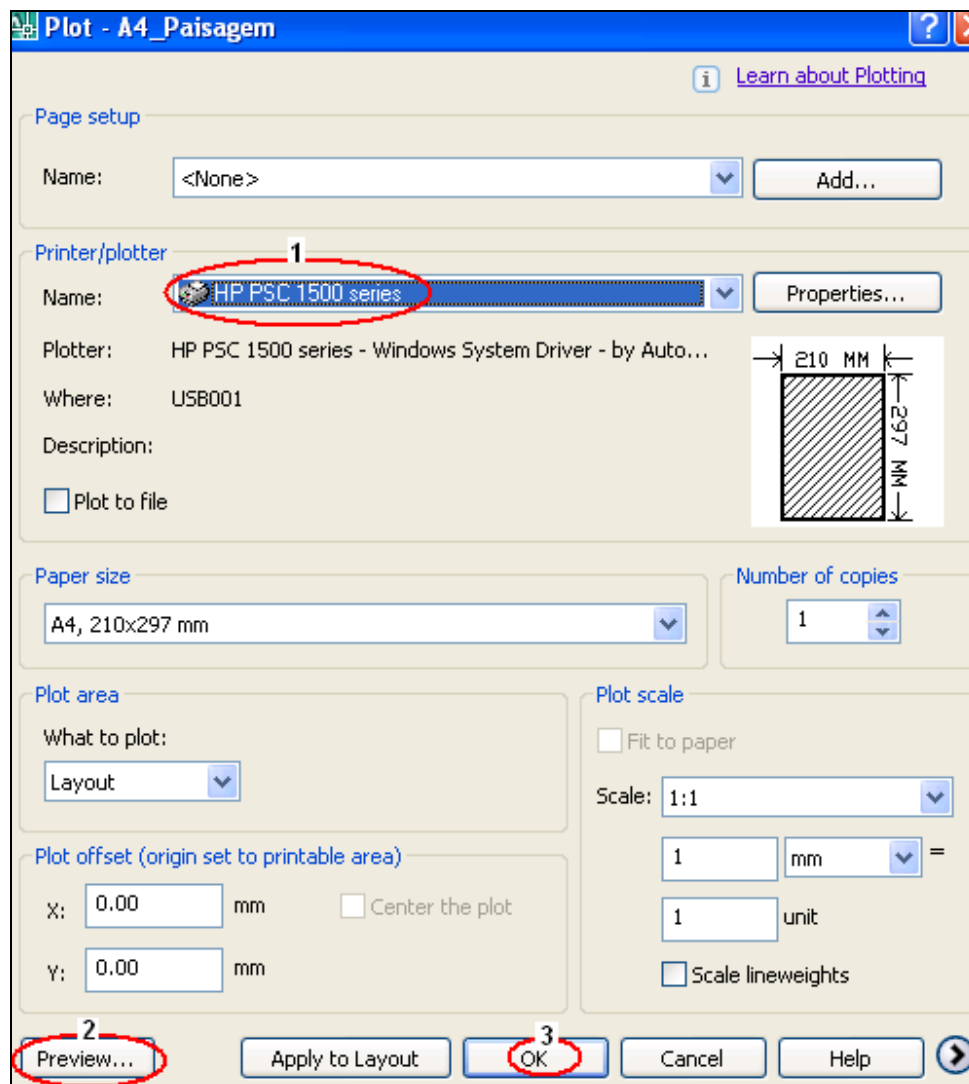 Plot - A4_Paisagem
Learn about Plotting
Page setup
Name: <None> Add...
Printer/plotter 1
Name: HP PSC 1500 series Properties...
Plotter: HP PSC 1500 series - Windows System Driver - by Auto...
Where: USB001
Description:
Plot to file
210 MM
297 MM
Paper size
A4, 210x297 mm
Number of copies
1
Plot area
What to plot:
Layout
Plot scale
Fit to paper
Scale: 1:1
1 mm =
1 unit
Scale lineweights
Plot offset (origin set to printable area)
X: 0.00 mm Center the plot
Y: 0.00 mm
2 3
Preview... Apply to Layout OK Cancel Help